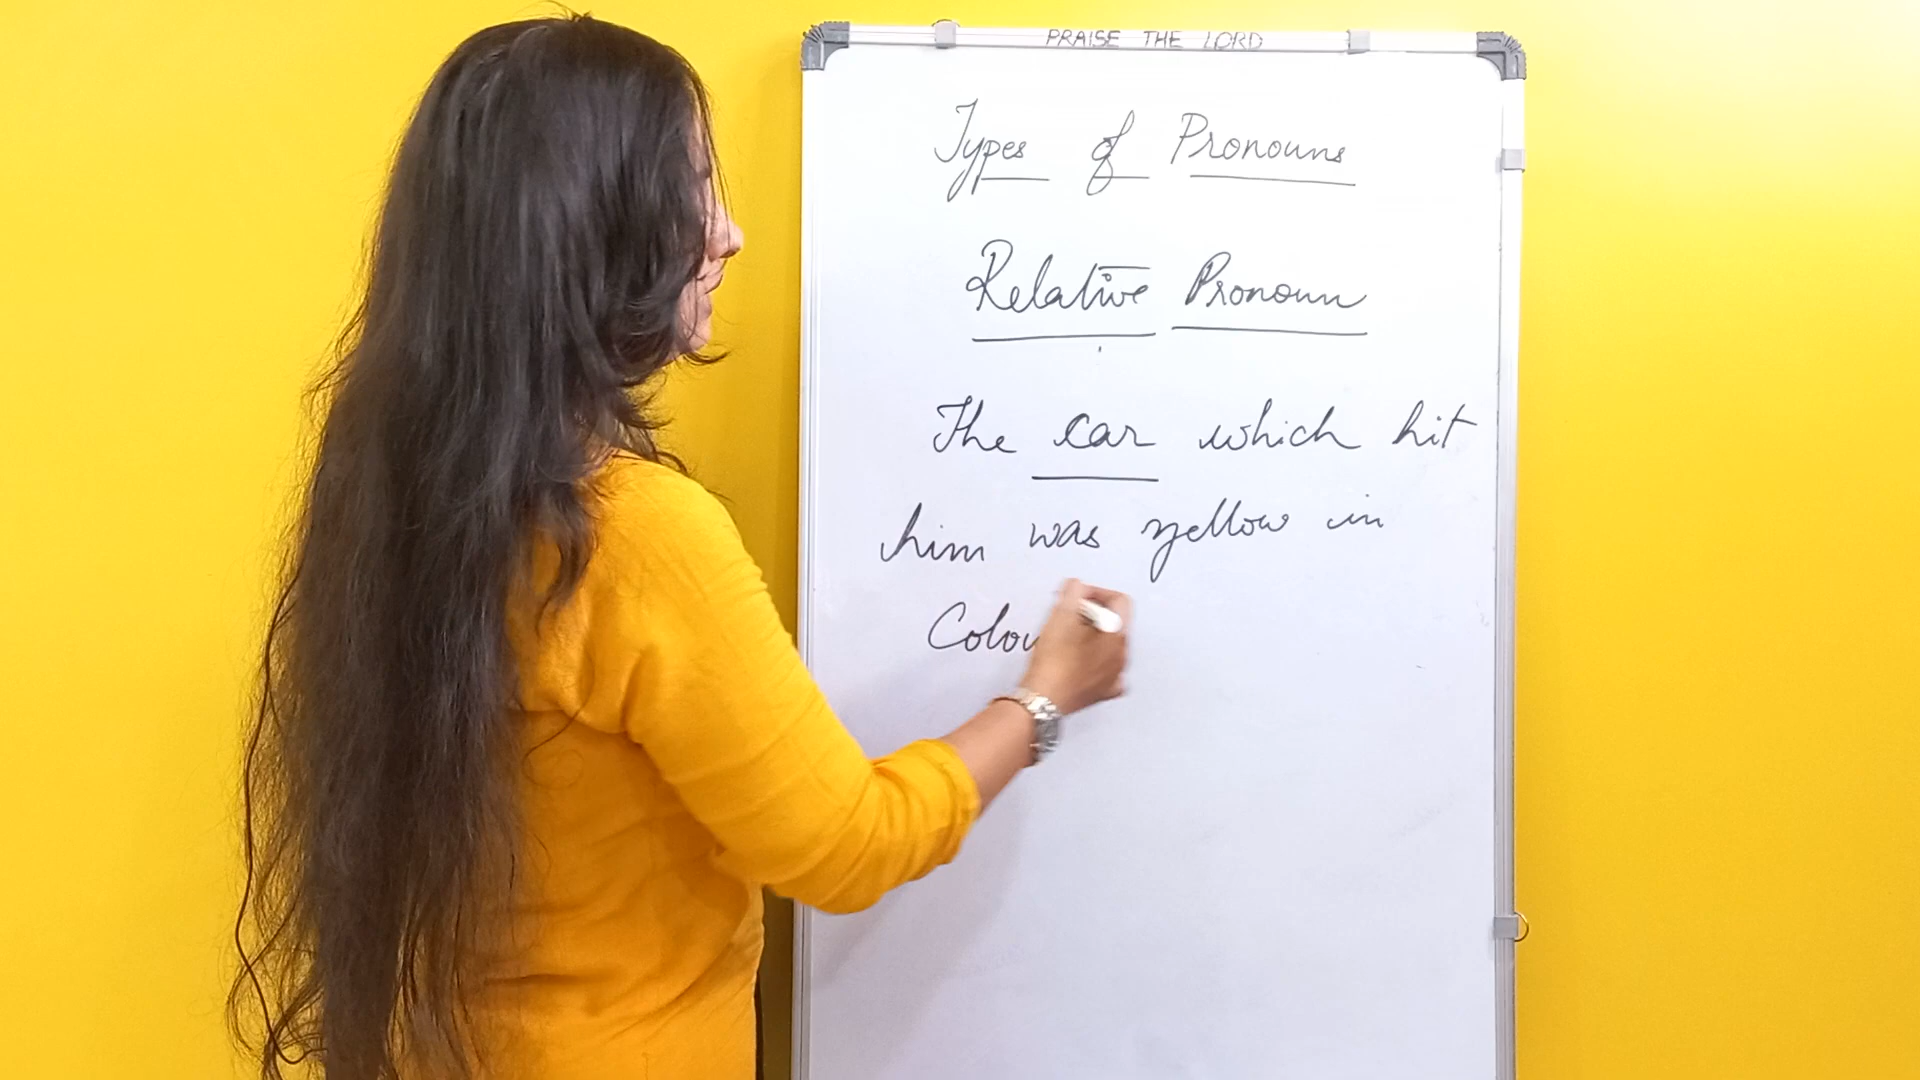 PRAISE THE LORD
Types of Pronouns
Relative Pronoun
The car which hit
him was yellow in
Colou